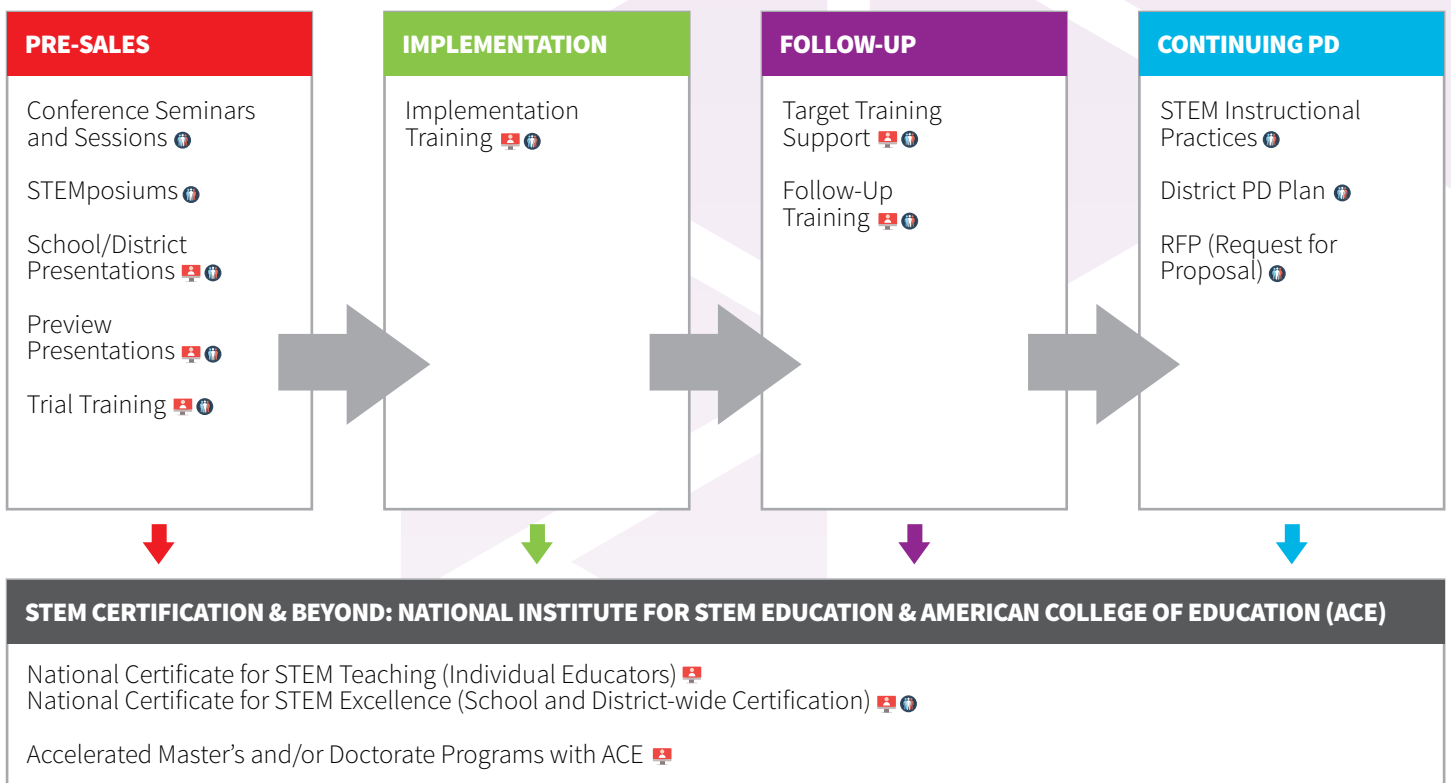 PRE-SALES
Conference Seminars
and Sessions
STEMposiums
School/District
Presentations
Preview
Presentations
Trial Training
IMPLEMENTATION
Implementation
Training
FOLLOW-UP
Target Training
Support
Follow-Up
Training
CONTINUING PD
STEM Instructional
Practices
District PD Plan
RFP (Request for
Proposal)
STEM CERTIFICATION & BEYOND: NATIONAL INSTITUTE FOR STEM EDUCATION & AMERICAN COLLEGE OF EDUCATION (ACE)
National Certificate for STEM Teaching (Individual Educators)
National Certificate for STEM Excellence (School and District-wide Certification)
Accelerated Master’s and/or Doctorate Programs with ACE